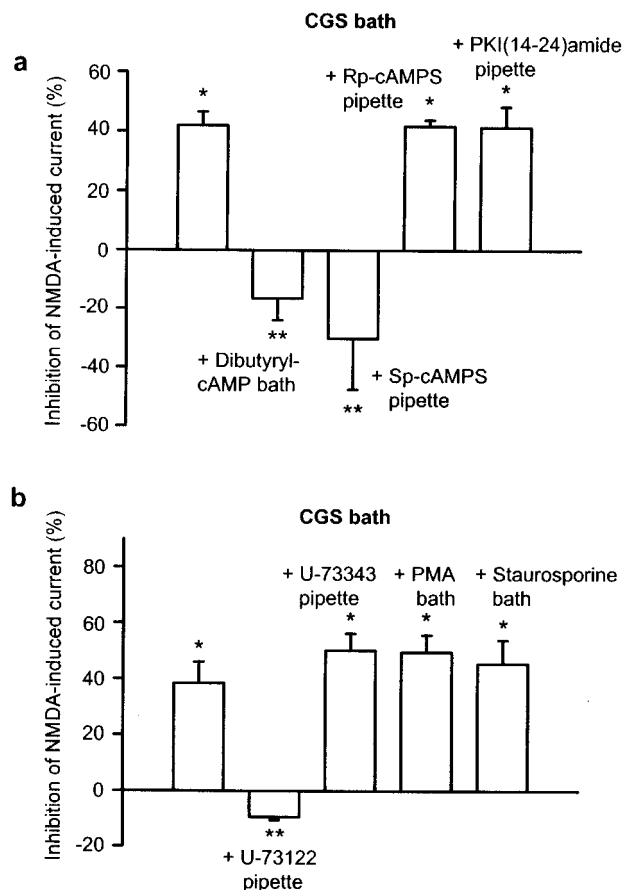 CGS bath
a
+ PKI(14-24)amide
pipette
+ Rp-cAMPS
pipette
Inhibition of NMDA-induced current (%)
60
40
20
0
-20
-40
-60
*
**
+ Dibutyryl-
cAMP bath
**
+ Sp-cAMPS
pipette
*
*
b
CGS bath
Inhibition of NMDA-induced current (%)
80
60
40
20
0
-20
*
**
+ U-73122
pipette
+ U-73343
pipette
*
+ PMA
bath
*
+ Staurosporine
bath
*